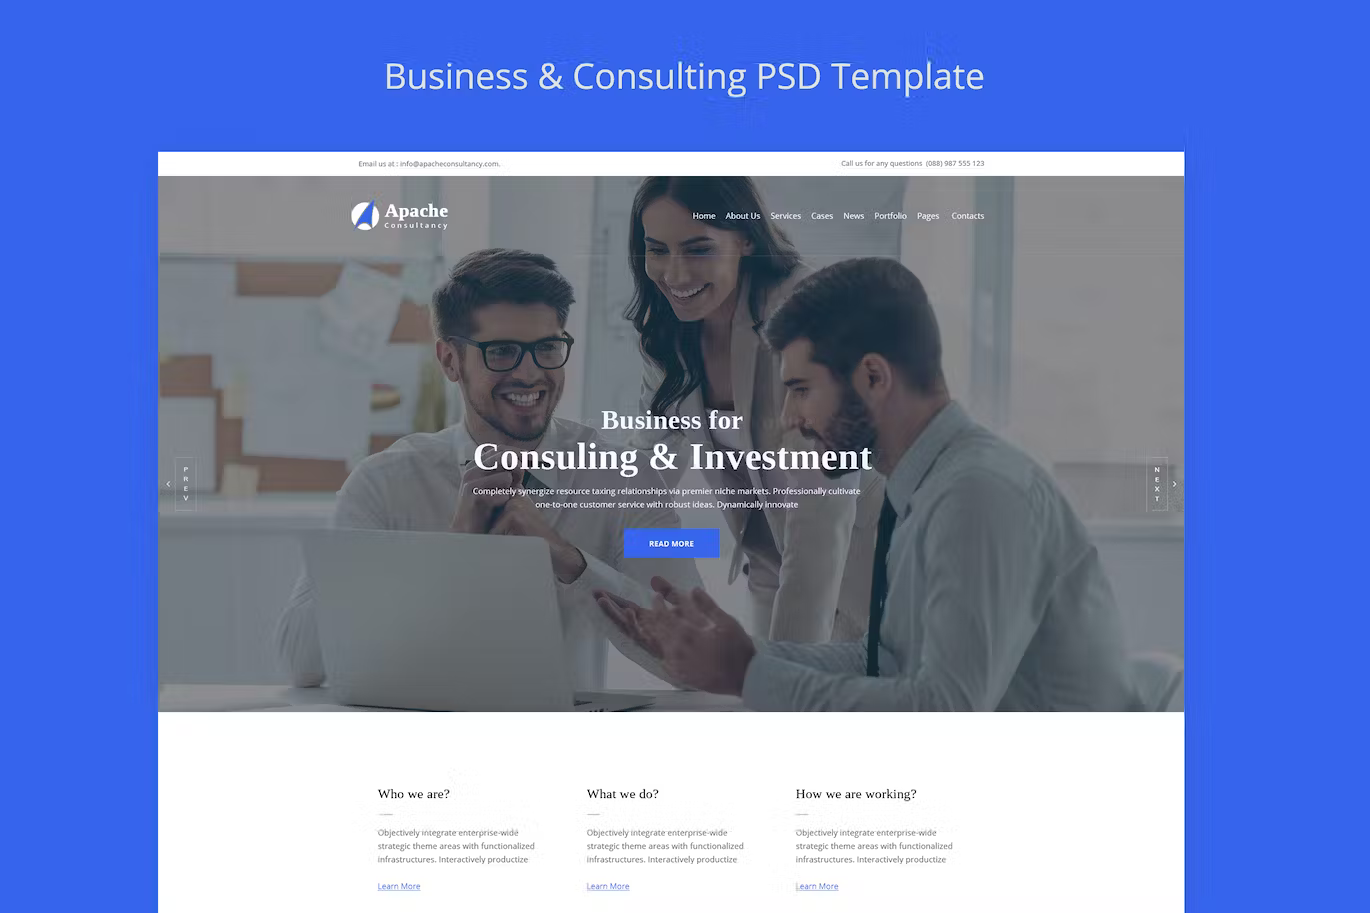 Business & Consulting PSD Template
Email us at : info@apacheconsultancy.com.
Call us for any questions (088) 987 555 123
Apache
Consultancy
Home About Us Services Cases News Portfolio Pages Contacts
Business for
Consuling & Investment
Completely synergize resource taxing relationships via premier niche markets. Professionally cultivate
one-to-one customer service with robust ideas. Dynamically innovate
READ MORE
‹ PREV
NEXT ›
Who we are?
Objectively integrate enterprise-wide
strategic theme areas with functionalized
infrastructures. Interactively productize
Learn More
What we do?
Objectively integrate enterprise-wide
strategic theme areas with functionalized
infrastructures. Interactively productize
Learn More
How we are working?
Objectively integrate enterprise-wide
strategic theme areas with functionalized
infrastructures. Interactively productize
Learn More